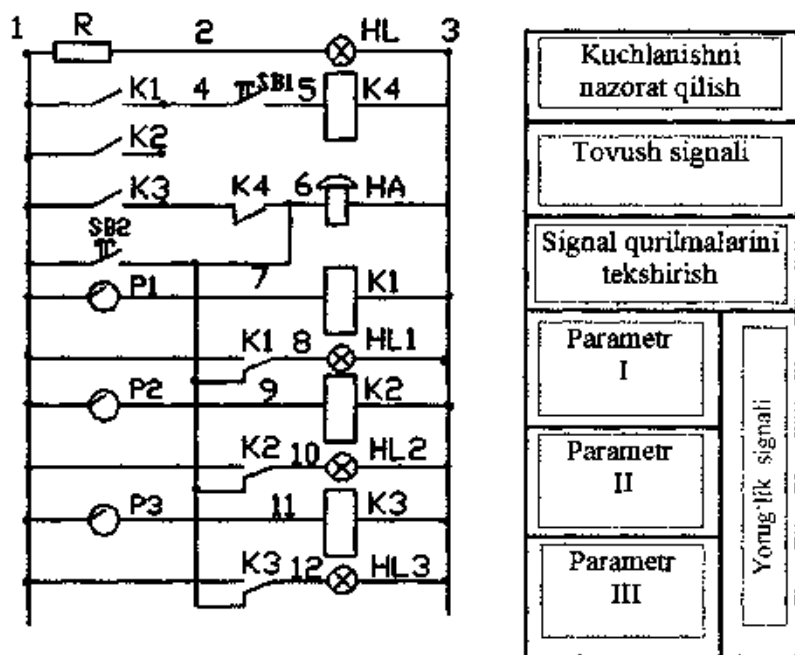 1 R 2 HL 3
K1 4 SB1 5 K4
K2
K3 K4 6 HA
SB2
7
P1 K1
K1 8 HL1
P2 9 K2
K2 10 HL2
P3 11 K3
K3 12 HL3
Kuchlanishni
nazorat qilish
Tovush signali
Signal qurilmalarini
tekshirish
Parametr
I
Parametr
II
Parametr
III
Yorug'lik signali